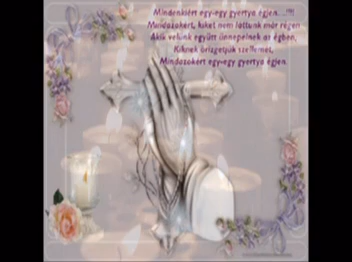 Mindenkiért egy-egy gyertya égjen....!!!!
Mindazokért, kiket nem láttunk már régen
Akik velünk együtt ünnepelnek az égben,
Kiknek őrizgetjük szellemét,
Mindazokért egy-egy gyertya égjen.